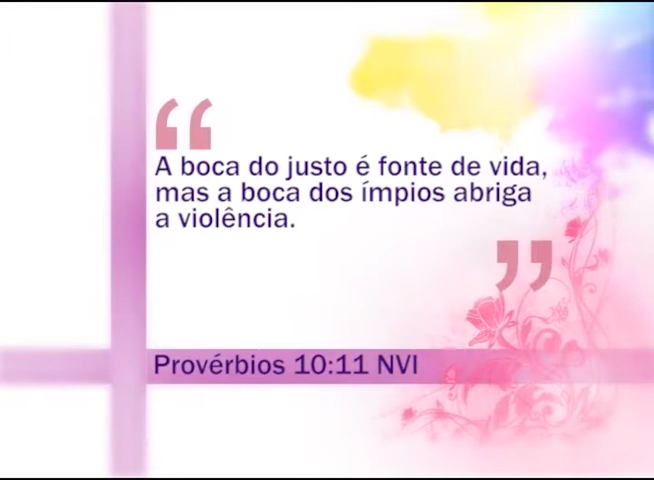 “
A boca do justo é fonte de vida,
mas a boca dos ímpios abriga
a violência.
”
Provérbios 10:11 NVI